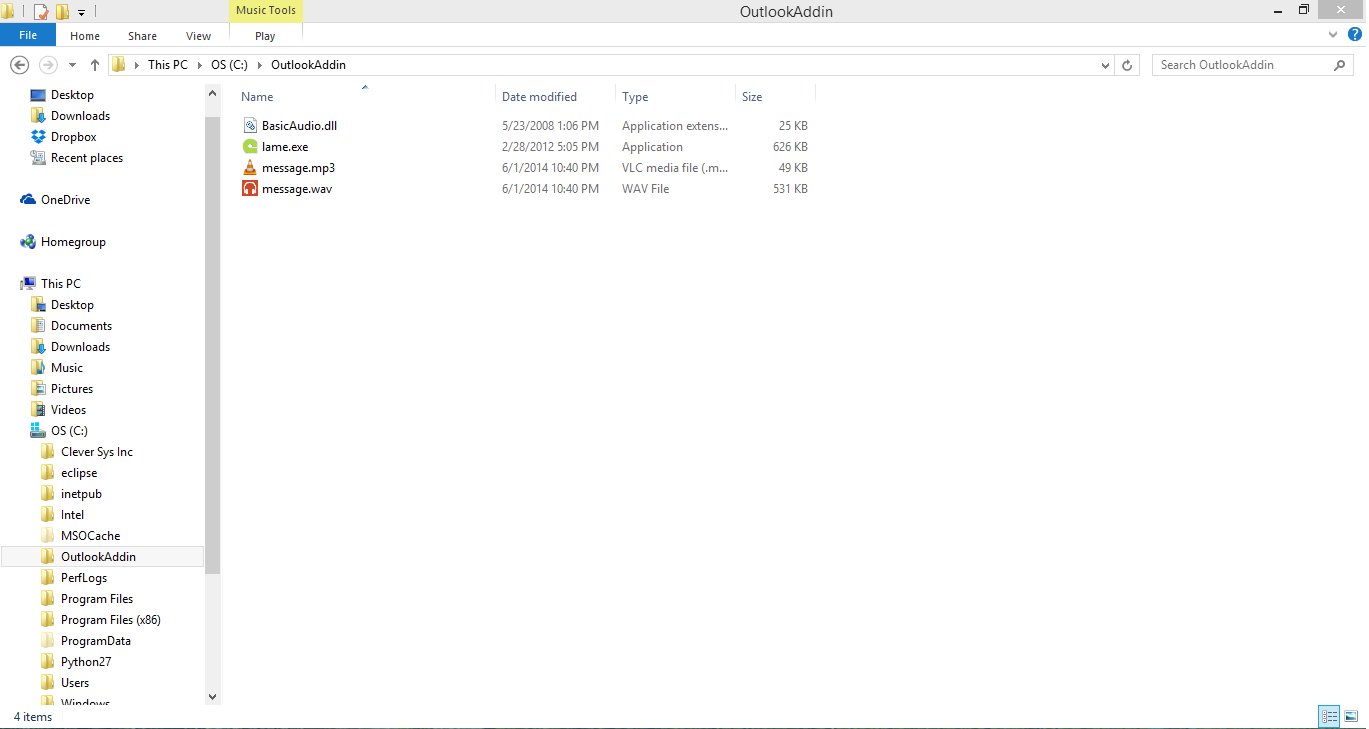 Music Tools
OutlookAddin
File Home Share View Play
This PC OS (C:) OutlookAddin
Search OutlookAddin
Desktop
Downloads
Dropbox
Recent places
OneDrive
Homegroup
This PC
Desktop
Documents
Downloads
Music
Pictures
Videos
OS (C:)
Clever Sys Inc
eclipse
inetpub
Intel
MSOCache
OutlookAddin
PerfLogs
Program Files
Program Files (x86)
ProgramData
Python27
Users
Windows
Name Date modified Type Size
BasicAudio.dll 5/23/2008 1:06 PM Application extens... 25 KB
lame.exe 2/28/2012 5:05 PM Application 626 KB
message.mp3 6/1/2014 10:40 PM VLC media file (.m... 49 KB
message.wav 6/1/2014 10:40 PM WAV File 531 KB
4 items